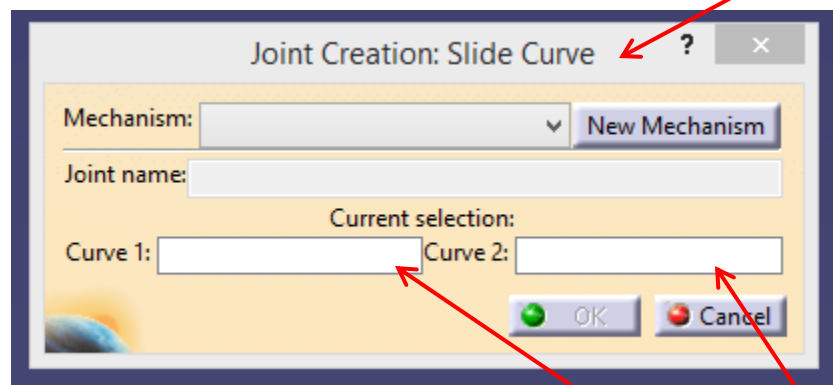 Joint Creation: Slide Curve ? ×
Mechanism: New Mechanism
Joint name:
Current selection:
Curve 1: Curve 2:
OK Cancel